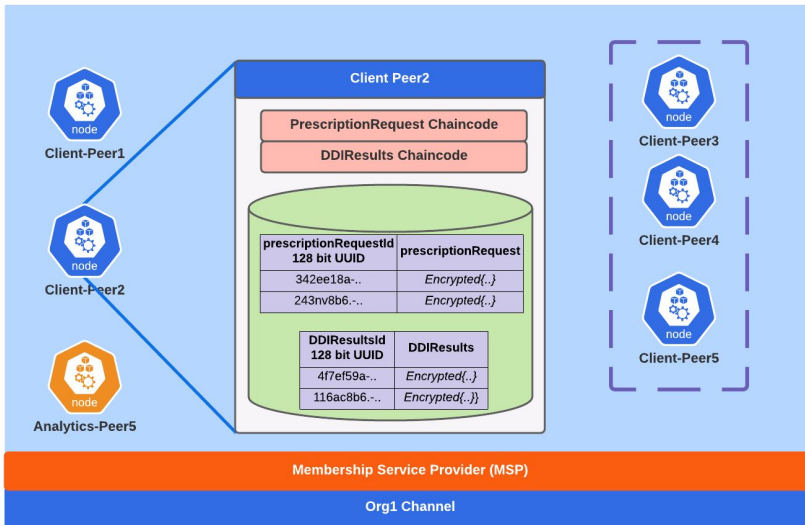 node
Client-Peer1
node
Client-Peer2
node
Analytics-Peer5
Client Peer2
PrescriptionRequest Chaincode
DDIResults Chaincode
prescriptionRequestId
128 bit UUID
prescriptionRequest
342ee18a-..
Encrypted{..}
243nv8b6.-..
Encrypted{..}
DDIResultsId
128 bit UUID
DDIResults
4f7ef59a-..
Encrypted{..}
116ac8b6.-..
Encrypted{..}}
node
Client-Peer3
node
Client-Peer4
node
Client-Peer5
Membership Service Provider (MSP)
Org1 Channel